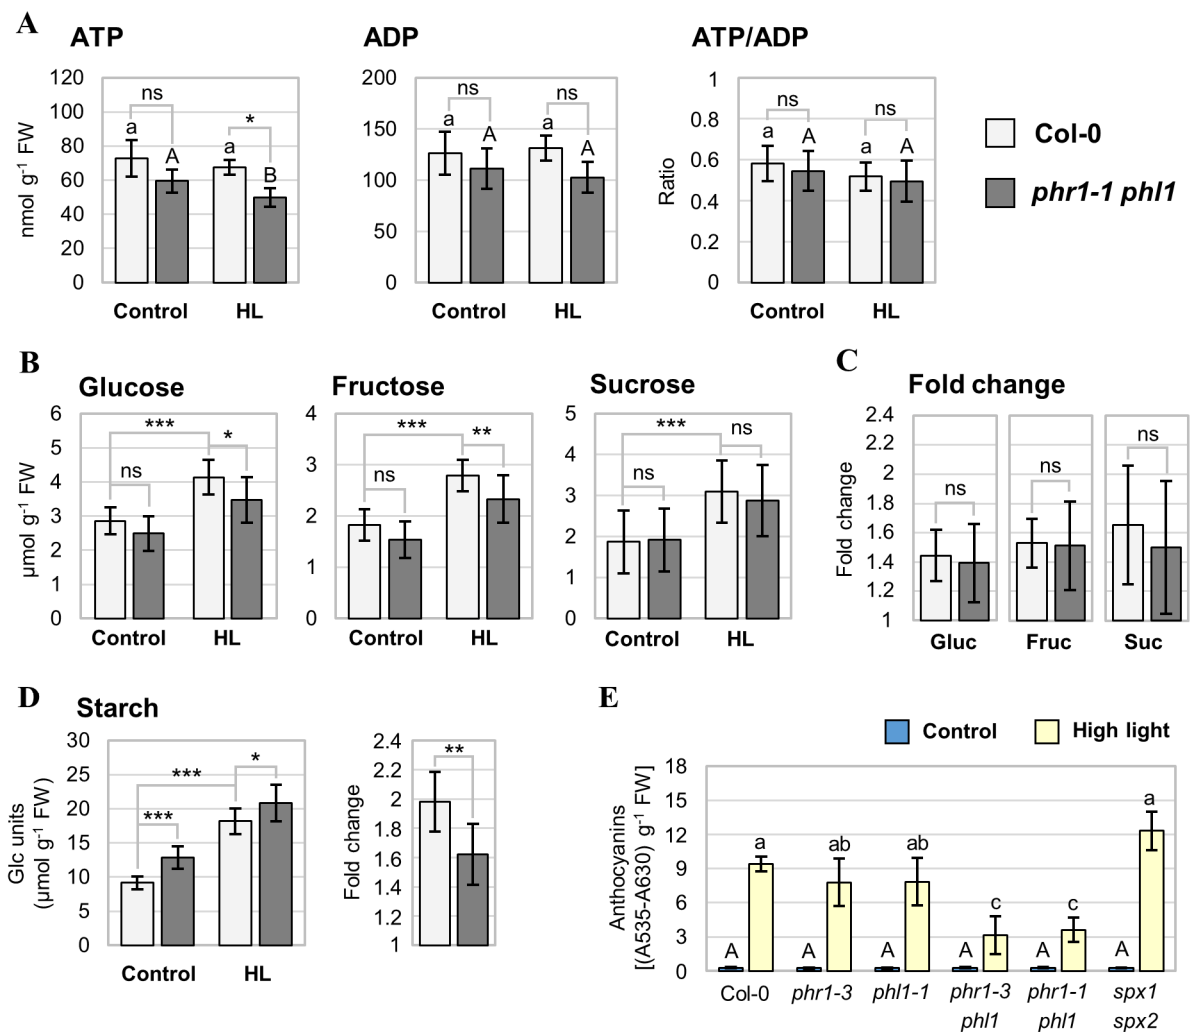 A
ATP
ADP
ATP/ADP
nmol g-1 FW
120
100
80
60
40
20
0
ns
*
a
A
a
B
Control
HL
200
150
100
50
0
ns
ns
a
A
a
A
Control
HL
Ratio
1
0.8
0.6
0.4
0.2
0
ns
ns
a
A
a
A
Control
HL
Col-0
phr1-1 phl1
B
Glucose
Fructose
Sucrose
µmol g-1 FW
6
5
4
3
2
1
0
***
*
ns
Control
HL
4
3
2
1
0
***
**
ns
Control
HL
5
4
3
2
1
0
***
ns
ns
Control
HL
C
Fold change
Fold change
2.4
2.2
2
1.8
1.6
1.4
1.2
1
ns
ns
ns
Gluc
Fruc
Suc
D
Starch
Glc units
(µmol g-1 FW)
30
25
20
15
10
5
0
***
*
***
Control
HL
Fold change
2.4
2.2
2
1.8
1.6
1.4
1.2
1
**
E
Control
High light
Anthocyanins
[(A535-A630) g-1 FW]
18
15
12
9
6
3
0
A
a
A
ab
A
ab
A
c
A
c
A
a
Col-0
phr1-3
phl1-1
phr1-3
phl1
phr1-1
phl1
spx1
spx2